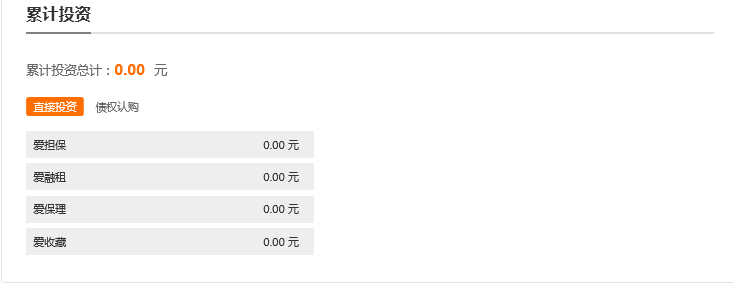 累计投资
累计投资总计：0.00 元
直接投资 债权认购
爱担保 0.00 元
爱融租 0.00 元
爱保理 0.00 元
爱收藏 0.00 元